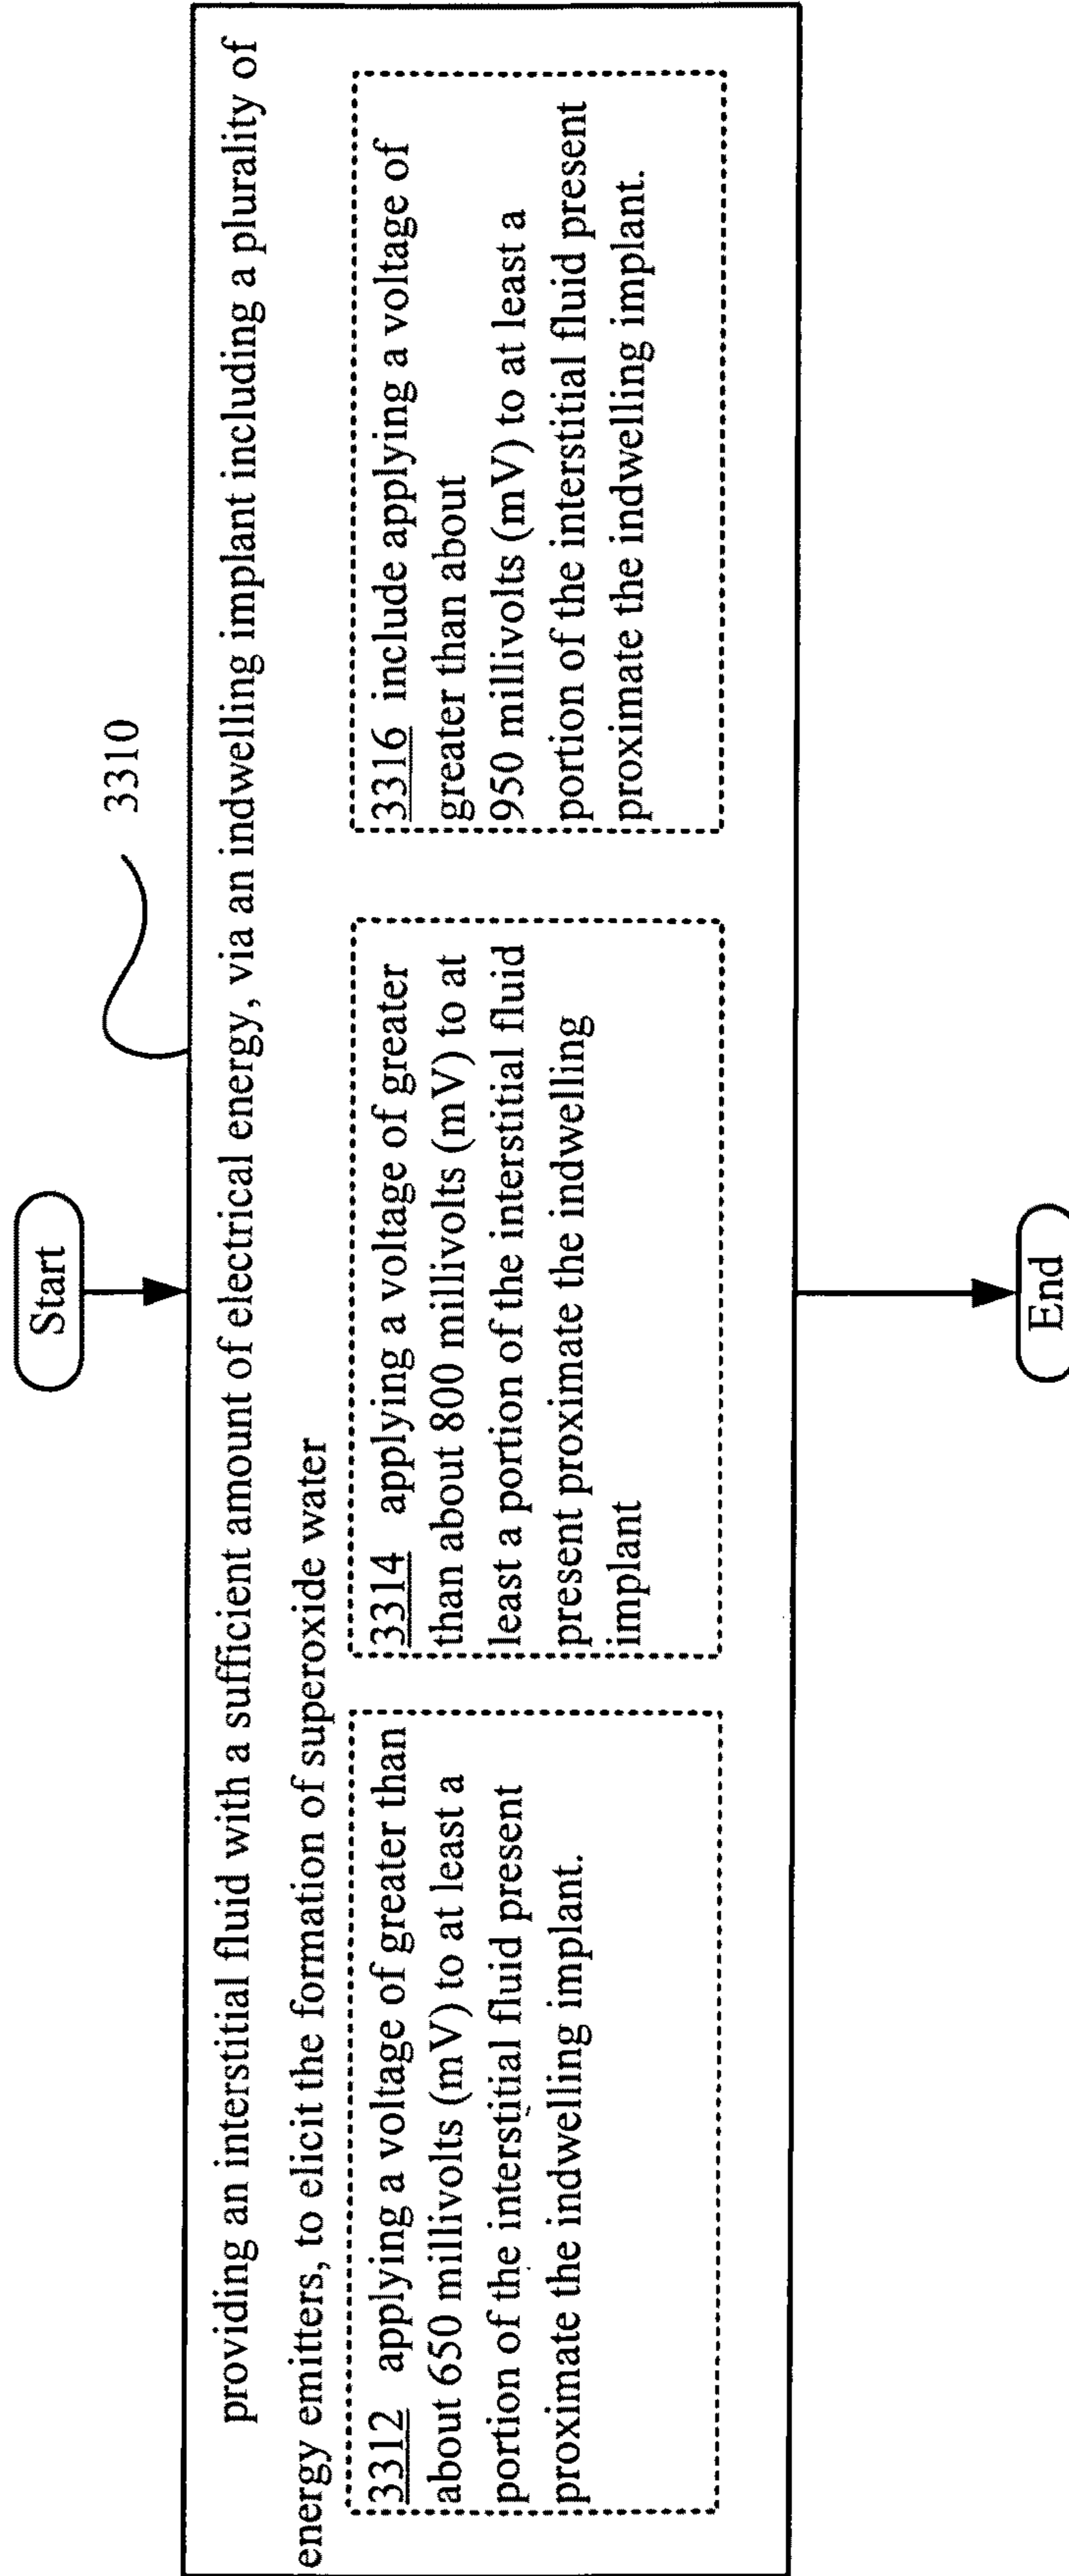 Start
3310
providing an interstitial fluid with a sufficient amount of electrical energy, via an indwelling implant including a plurality of
energy emitters, to elicit the formation of superoxide water
3312 applying a voltage of greater than
about 650 millivolts (mV) to at least a
portion of the interstitial fluid present
proximate the indwelling implant.
3314 applying a voltage of greater
than about 800 millivolts (mV) to at
least a portion of the interstitial fluid
present proximate the indwelling
implant
3316 include applying a voltage of
greater than about
950 millivolts (mV) to at least a
portion of the interstitial fluid present
proximate the indwelling implant.
End